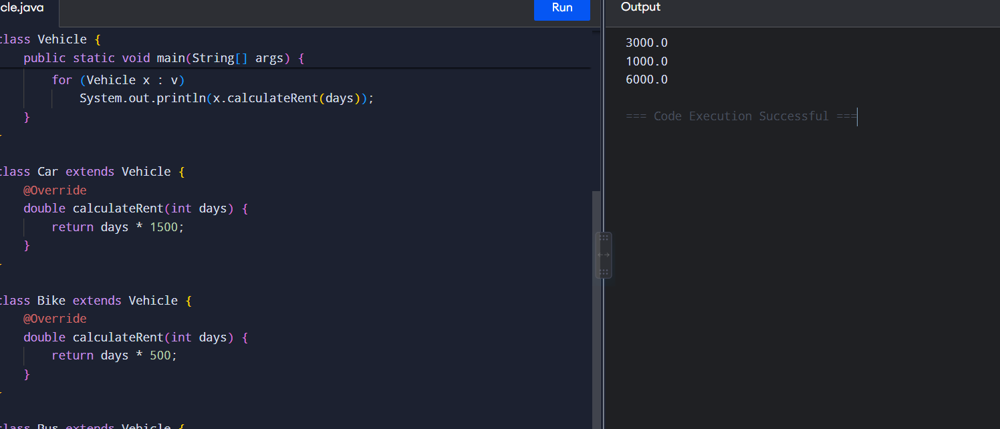 cle.java
Run
Output
class Vehicle {
public static void main(String[] args) {
for (Vehicle x : v)
System.out.println(x.calculateRent(days));
}
class Car extends Vehicle {
@Override
double calculateRent(int days) {
return days * 1500;
}
class Bike extends Vehicle {
@Override
double calculateRent(int days) {
return days * 500;
}
class Bus extends Vehicle {
3000.0
1000.0
6000.0
=== Code Execution Successful ===